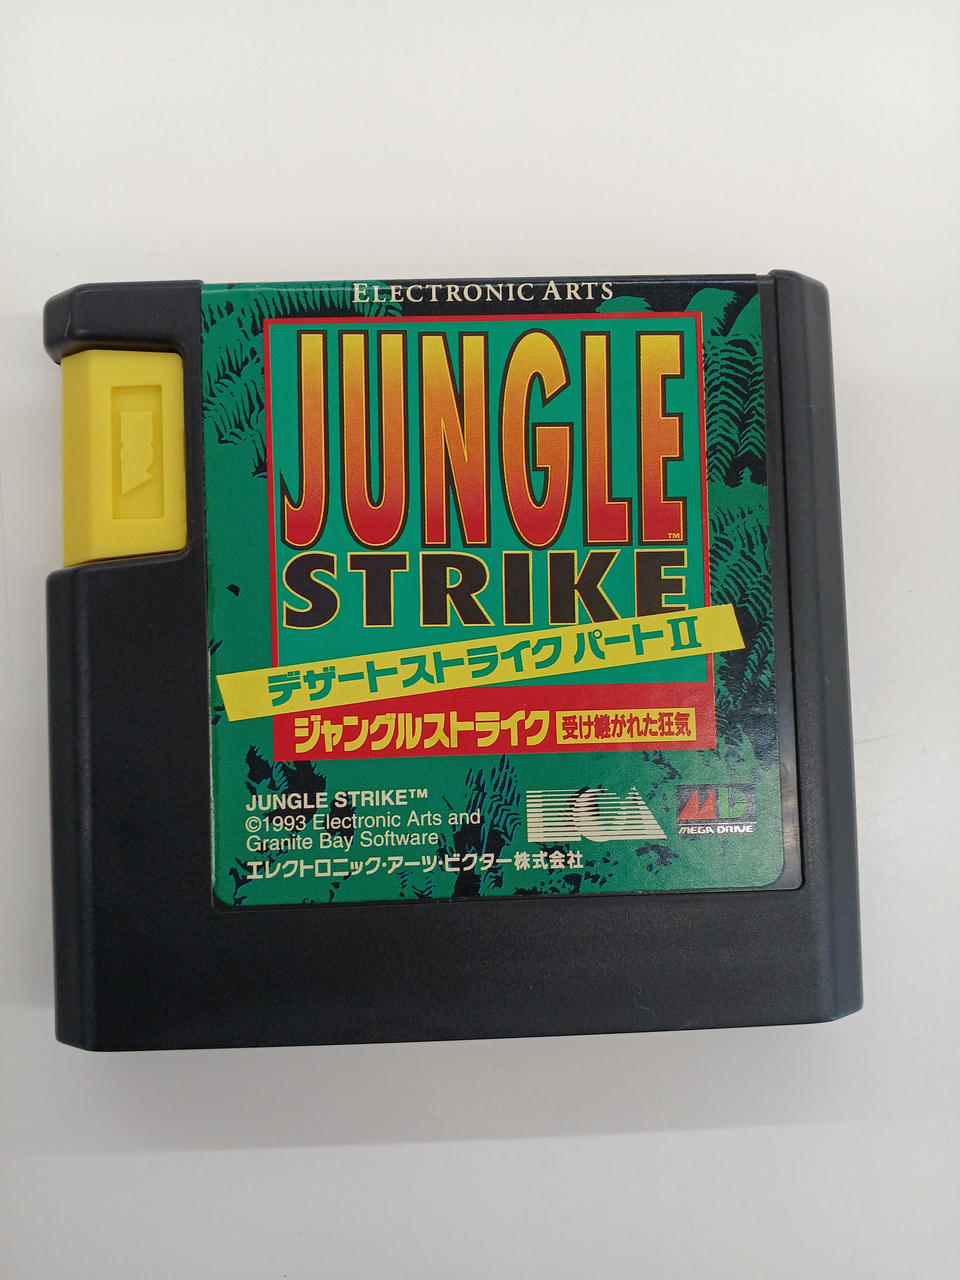 ELECTRONIC ARTS
JUNGLE
STRIKE
デザートストライク パートII
ジャングルストライク 受け継がれた狂気
JUNGLE STRIKE™
©1993 Electronic Arts and
Granite Bay Software
エレクトロニック・アーツ・ビクター株式会社
EA
MD
MEGA DRIVE